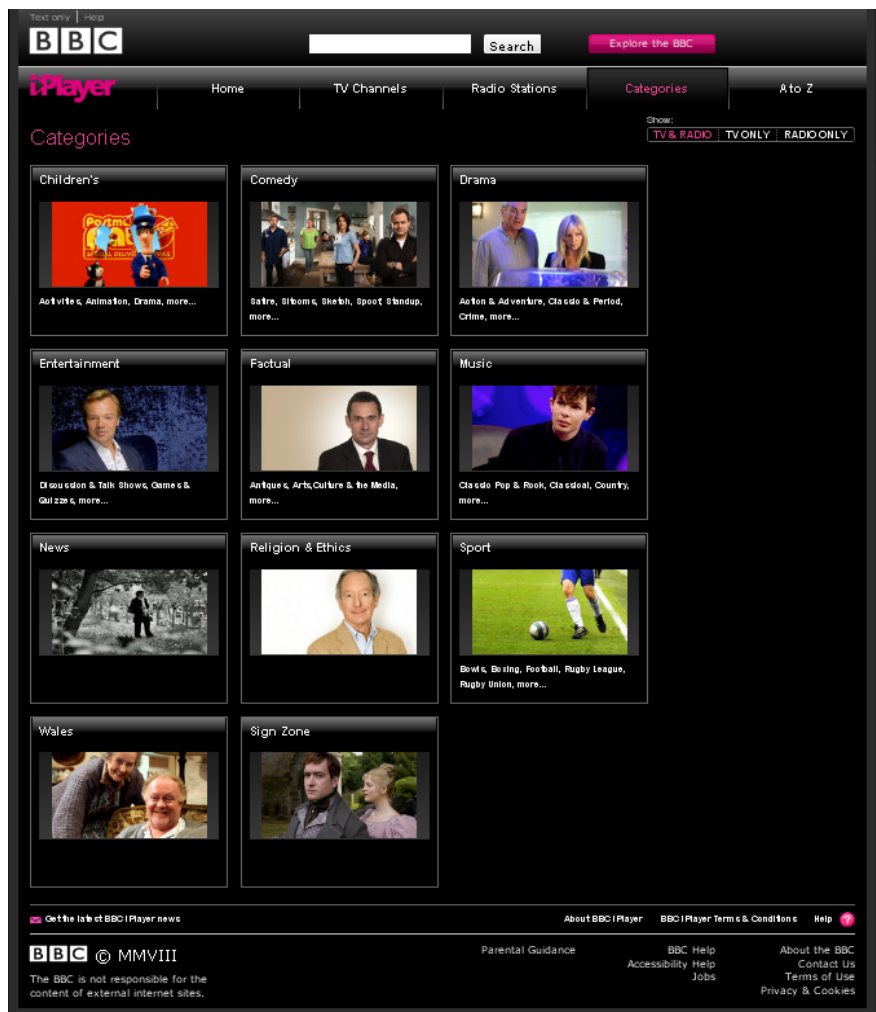 Text only | Help
BBC
Search
Explore the BBC
iPlayer
Home
TV Channels
Radio Stations
Categories
A to Z
Categories
Show:
TV & RADIO
TV ONLY
RADIO ONLY
Children's
Comedy
Drama
SPECIAL DELIVERY SERVICE
Activities, Animation, Drama, more...
Satire, Sitcoms, Sketch, Spoof, Standup,
more...
Action & Adventure, Classic & Period,
Crime, more...
Entertainment
Factual
Music
Discussion & Talk Shows, Games &
Quizzes, more...
Antiques, Arts,Culture & the Media,
more...
Classic Pop & Rock, Classical, Country,
more...
News
Religion & Ethics
Sport
Bowls, Boxing, Football, Rugby League,
Rugby Union, more...
Wales
Sign Zone
Get the latest BBC iPlayer news
About BBC iPlayer
BBC iPlayer Terms & Conditions
Help ?
BBC © MMVIII
The BBC is not responsible for the
content of external internet sites.
Parental Guidance
BBC Help
Accessibility Help
Jobs
About the BBC
Contact Us
Terms of Use
Privacy & Cookies